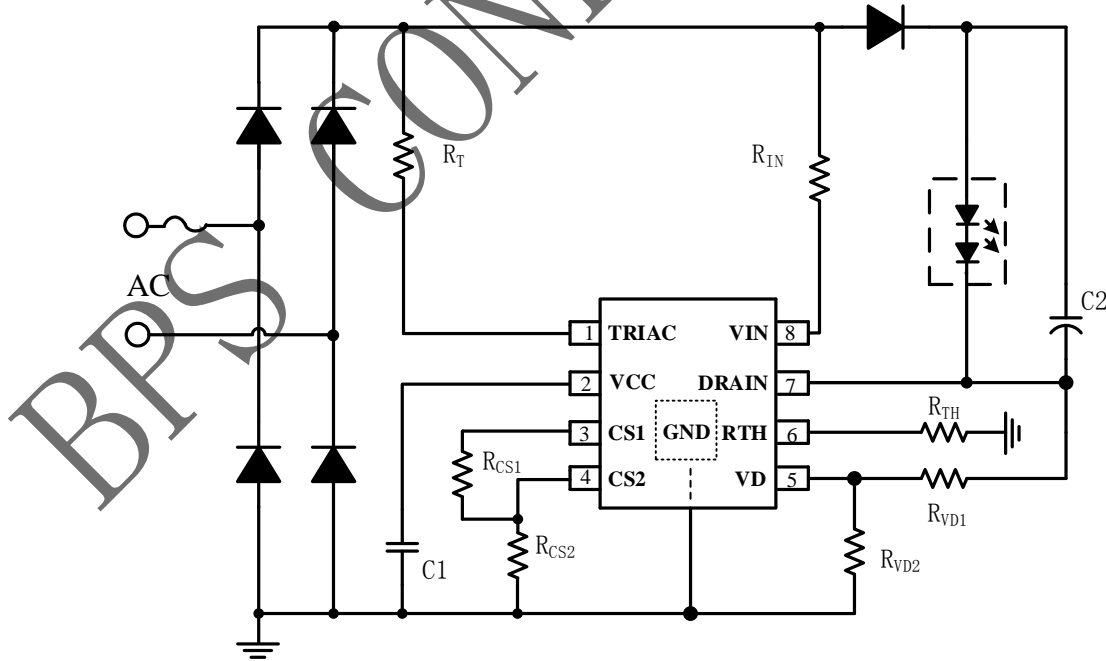 BPS CON
R_T
R_IN
AC
C2
1 TRIAC VIN 8
2 VCC DRAIN 7
R_TH
3 CS1 GND RTH 6
R_CS1
4 CS2 VD 5
R_VD1
R_CS2
R_VD2
C1